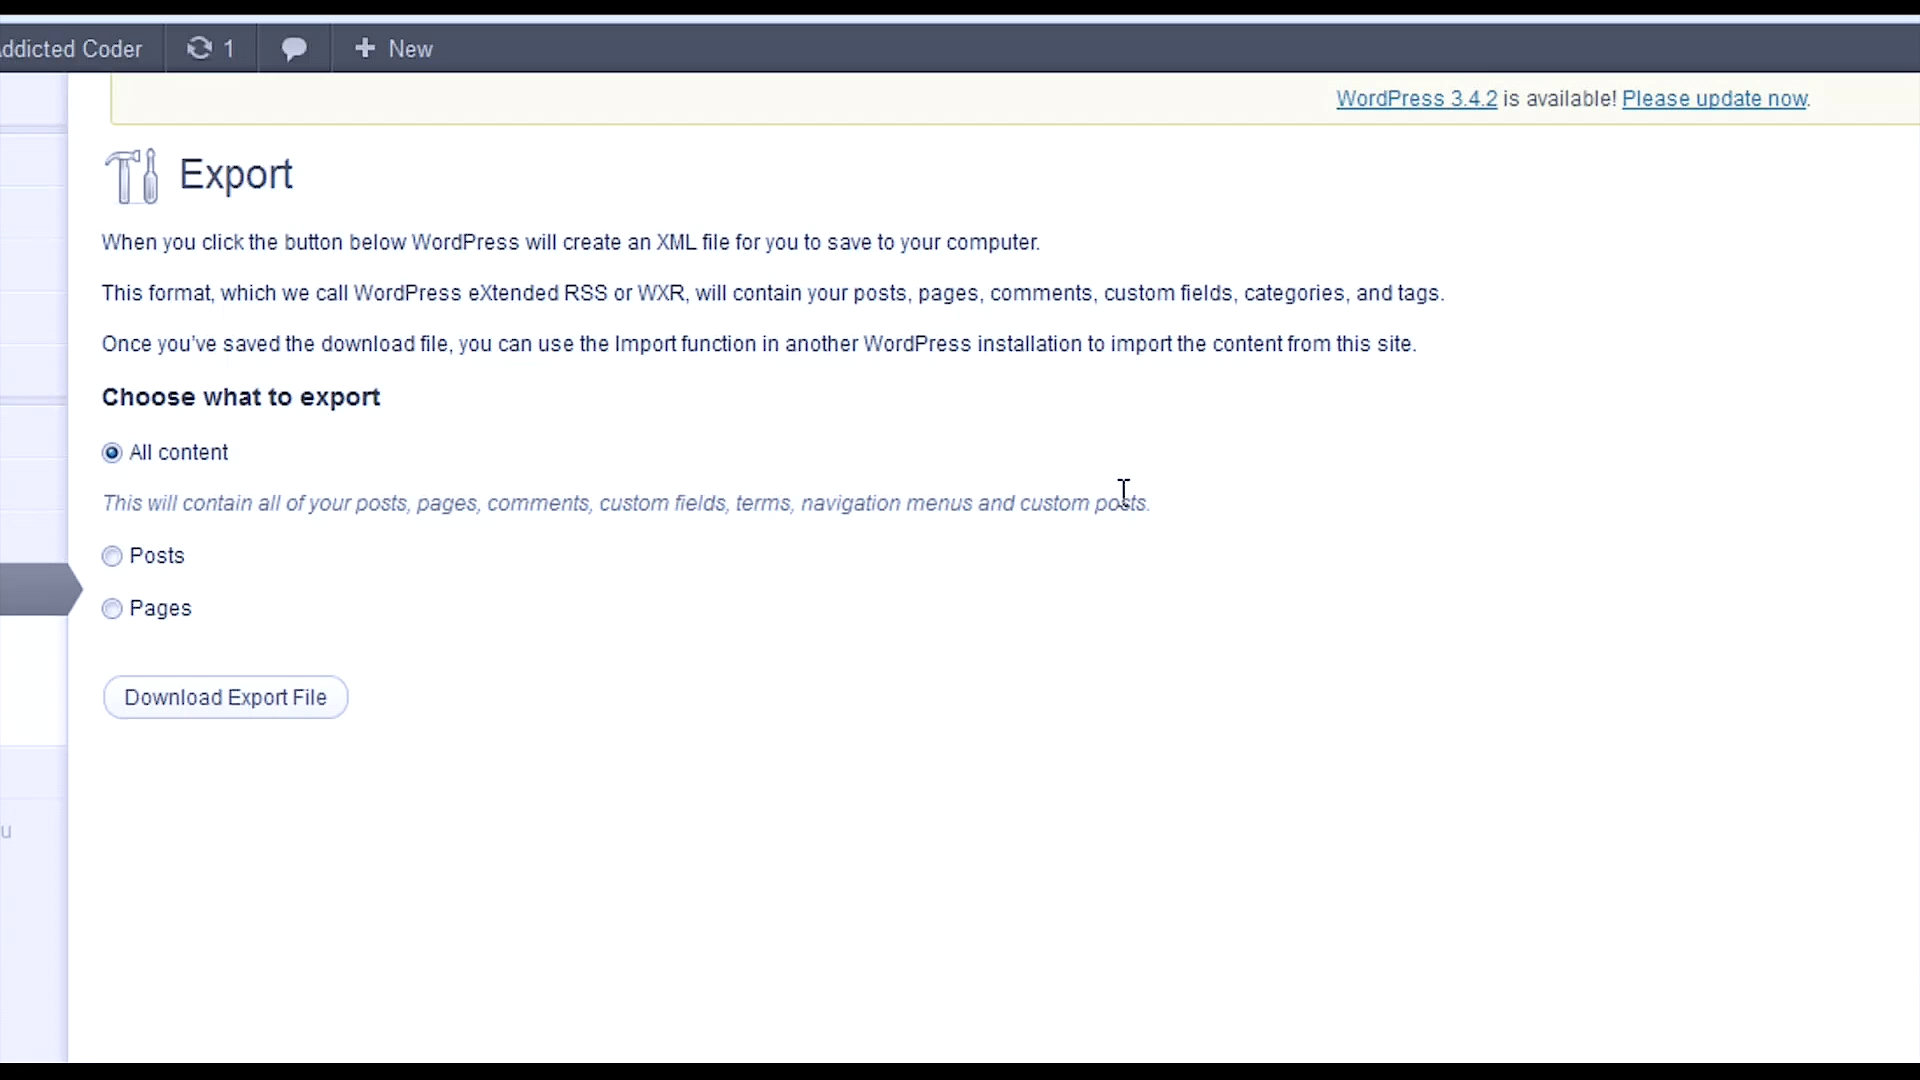 ddicted Coder 1 + New
WordPress 3.4.2 is available! Please update now.
Export
When you click the button below WordPress will create an XML file for you to save to your computer.
This format, which we call WordPress eXtended RSS or WXR, will contain your posts, pages, comments, custom fields, categories, and tags.
Once you've saved the download file, you can use the Import function in another WordPress installation to import the content from this site.
Choose what to export
All content
This will contain all of your posts, pages, comments, custom fields, terms, navigation menus and custom posts.
Posts
Pages
Download Export File
u